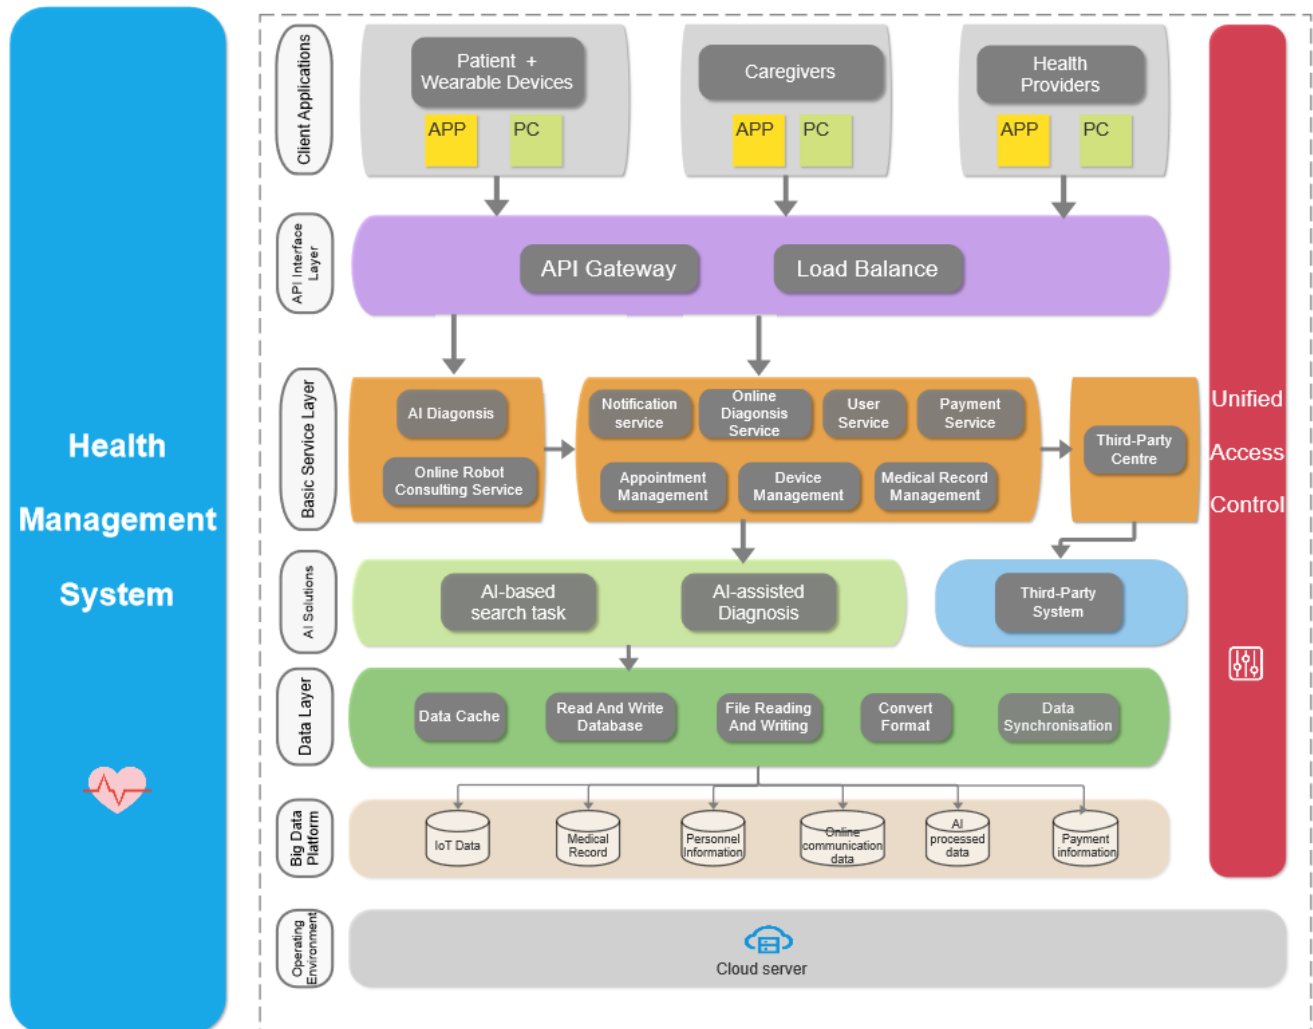 Health
Management
System
Client Applications
Patient +
Wearable Devices
APP
PC
Caregivers
APP
PC
Health
Providers
APP
PC
API Interface
Layer
API Gateway
Load Balance
Basic Service Layer
AI Diagonsis
Online Robot
Consulting Service
Notification
service
Online
Diagonsis
Service
User
Service
Payment
Service
Appointment
Management
Device
Management
Medical Record
Management
Third-Party
Centre
AI Solutions
AI-based
search task
AI-assisted
Diagnosis
Third-Party
System
Data Layer
Data Cache
Read And Write
Database
File Reading
And Writing
Convert
Format
Data
Synchronisation
Big Data
Platform
IoT Data
Medical
Record
Personnel
Information
Online
communication
data
AI
processed
data
Payment
information
Operating
Environment
Cloud server
Unified
Access
Control